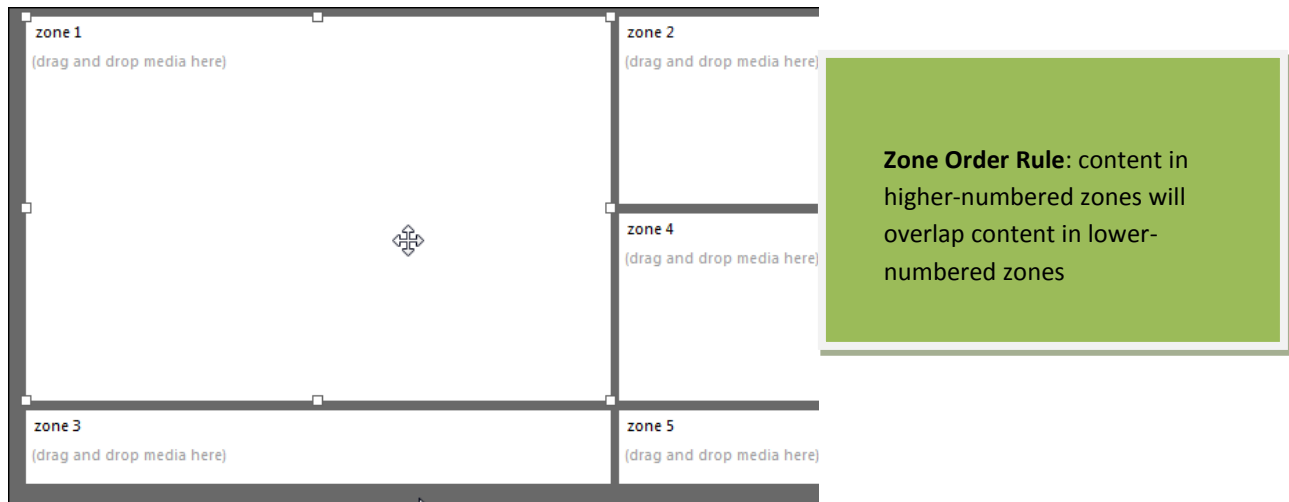 zone 1
(drag and drop media here)
zone 2
(drag and drop media here)
zone 4
(drag and drop media here)
zone 3
(drag and drop media here)
zone 5
(drag and drop media here)
Zone Order Rule: content in
higher-numbered zones will
overlap content in lower-
numbered zones